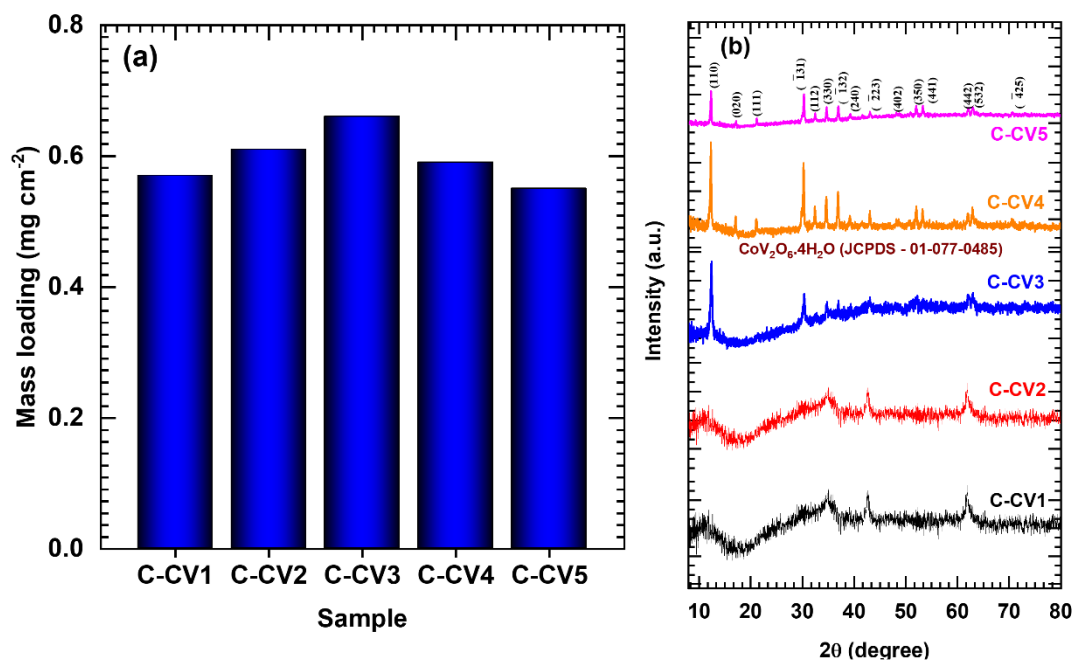 (a)
Mass loading (mg cm⁻²)
0.8
0.6
0.4
0.2
0.0
C-CV1 C-CV2 C-CV3 C-CV4 C-CV5
Sample
(b)
Intensity (a.u.)
(110)
(020)
(111)
(¯131)
(112)
(330)
(¯132)
(240)
(¯223)
(402)
(350)
(441)
(442)
(532)
(¯425)
C-CV5
C-CV4
CoV₂O₆.4H₂O (JCPDS - 01-077-0485)
C-CV3
C-CV2
C-CV1
10 20 30 40 50 60 70 80
2θ (degree)